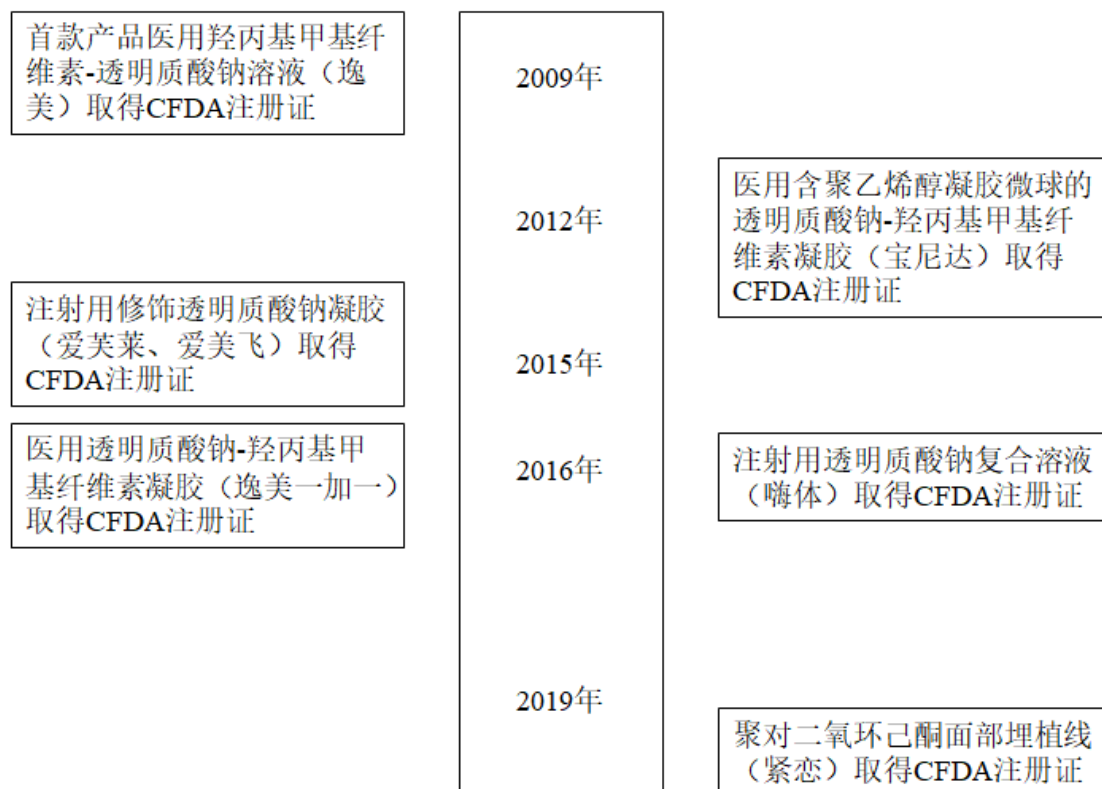 首款产品医用羟丙基甲基纤
维素-透明质酸钠溶液（逸
美）取得CFDA注册证
2009年
2012年
医用含聚乙烯醇凝胶微球的
透明质酸钠-羟丙基甲基纤
维素凝胶（宝尼达）取得
CFDA注册证
注射用修饰透明质酸钠凝胶
（爱芙莱、爱美飞）取得
CFDA注册证
2015年
医用透明质酸钠-羟丙基甲
基纤维素凝胶（逸美一加一）
取得CFDA注册证
2016年
注射用透明质酸钠复合溶液
（嗨体）取得CFDA注册证
2019年
聚对二氧环己酮面部埋植线
（紧恋）取得CFDA注册证